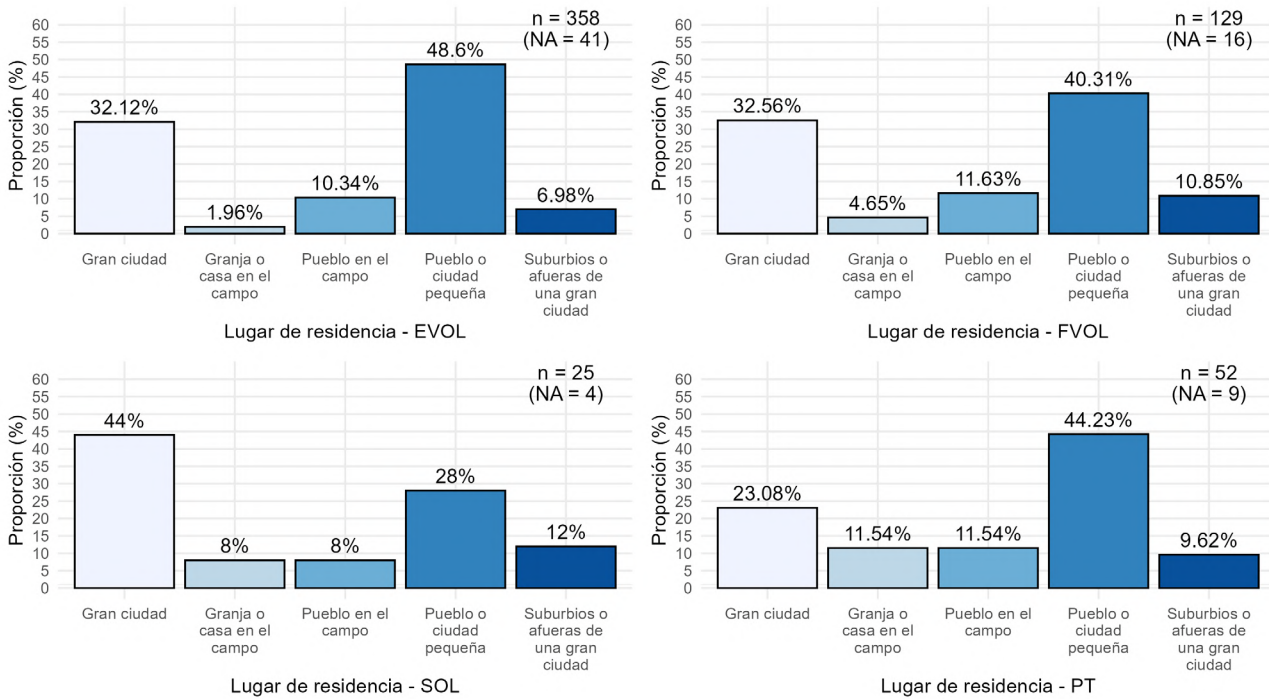 n = 358
(NA = 41)
Proporción (%)
60
55
50
45
40
35
30
25
20
15
10
5
0
32.12%
1.96%
10.34%
48.6%
6.98%
Gran ciudad
Granja o
casa en el
campo
Pueblo en el
campo
Pueblo o
ciudad
pequeña
Suburbios o
afueras de
una gran
ciudad
Lugar de residencia - EVOL
n = 129
(NA = 16)
Proporción (%)
60
55
50
45
40
35
30
25
20
15
10
5
0
32.56%
4.65%
11.63%
40.31%
10.85%
Gran ciudad
Granja o
casa en el
campo
Pueblo en el
campo
Pueblo o
ciudad
pequeña
Suburbios o
afueras de
una gran
ciudad
Lugar de residencia - FVOL
n = 25
(NA = 4)
Proporción (%)
60
55
50
45
40
35
30
25
20
15
10
5
0
44%
8%
8%
28%
12%
Gran ciudad
Granja o
casa en el
campo
Pueblo en el
campo
Pueblo o
ciudad
pequeña
Suburbios o
afueras de
una gran
ciudad
Lugar de residencia - SOL
n = 52
(NA = 9)
Proporción (%)
60
55
50
45
40
35
30
25
20
15
10
5
0
23.08%
11.54%
11.54%
44.23%
9.62%
Gran ciudad
Granja o
casa en el
campo
Pueblo en el
campo
Pueblo o
ciudad
pequeña
Suburbios o
afueras de
una gran
ciudad
Lugar de residencia - PT